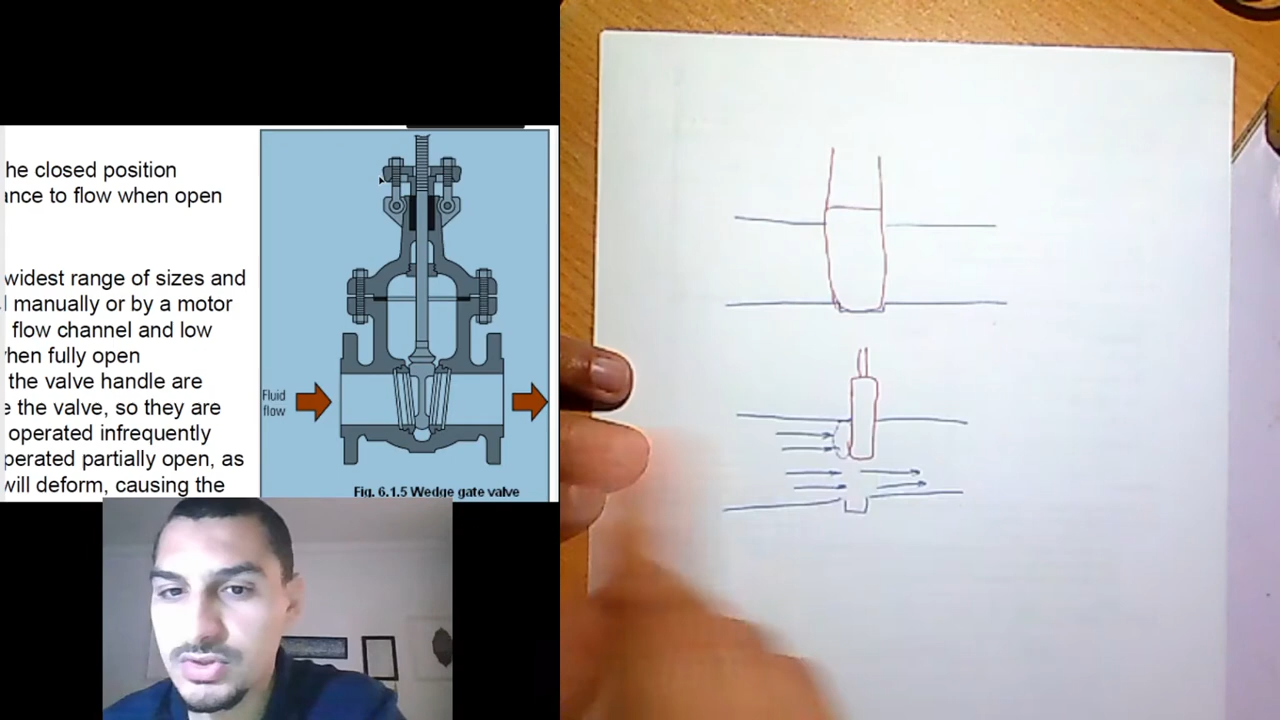 he closed position
ance to flow when open
widest range of sizes and
manually or by a motor
flow channel and low
hen fully open
the valve handle are
e the valve, so they are
operated infrequently
perated partially open, as
will deform, causing the
Fluid
flow
Fig. 6.1.5 Wedge gate valve